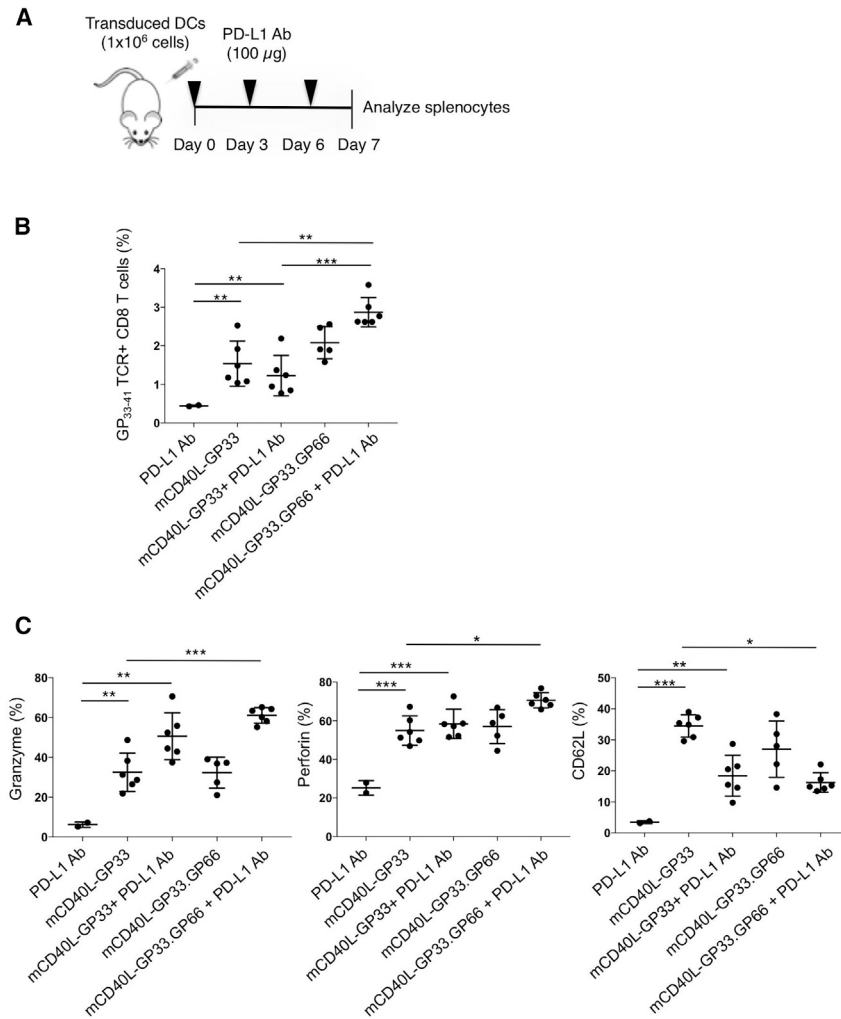 A
Transduced DCs
(1x10⁶ cells)
PD-L1 Ab
(100 µg)
Analyze splenocytes
Day 0 Day 3 Day 6 Day 7
B
GP₃₃₋₄₁ TCR+ CD8 T cells (%)
4
3
2
1
0
**
***
**
**
PD-L1 Ab
mCD40L-GP33
mCD40L-GP33+ PD-L1 Ab
mCD40L-GP33.GP66
mCD40L-GP33.GP66 + PD-L1 Ab
C
Granzyme (%)
80
60
40
20
0
***
**
**
PD-L1 Ab
mCD40L-GP33
mCD40L-GP33+ PD-L1 Ab
mCD40L-GP33.GP66
mCD40L-GP33.GP66 + PD-L1 Ab
Perforin (%)
80
60
40
20
0
*
***
***
PD-L1 Ab
mCD40L-GP33
mCD40L-GP33+ PD-L1 Ab
mCD40L-GP33.GP66
mCD40L-GP33.GP66 + PD-L1 Ab
CD62L (%)
50
40
30
20
10
0
*
**
***
PD-L1 Ab
mCD40L-GP33
mCD40L-GP33+ PD-L1 Ab
mCD40L-GP33.GP66
mCD40L-GP33.GP66 + PD-L1 Ab